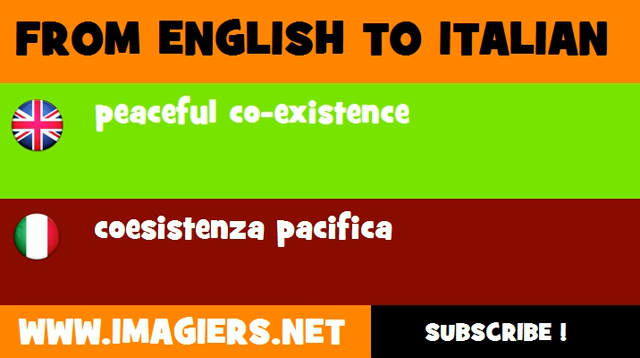 FROM ENGLISH TO ITALIAN
peaceful co-existence
coesistenza pacifica
WWW.IMAGIERS.NET
SUBSCRIBE !